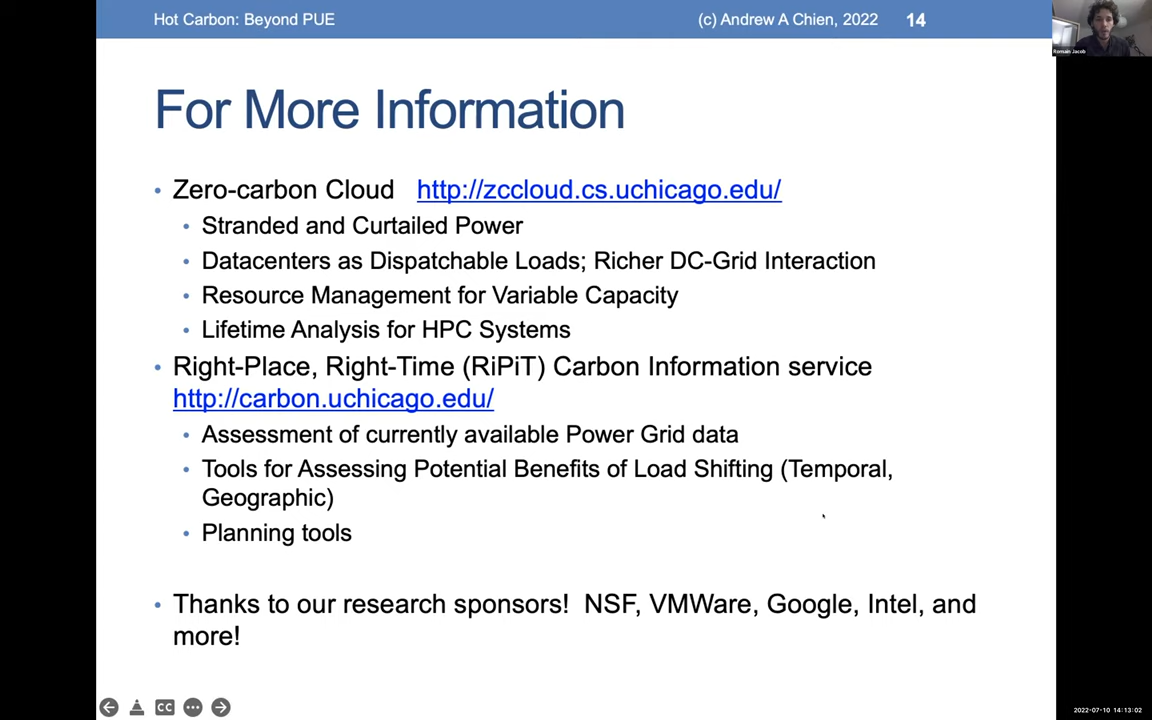 Hot Carbon: Beyond PUE
(c) Andrew A Chien, 2022
14
Romain Jacob
For More Information
• Zero-carbon Cloud http://zccloud.cs.uchicago.edu/
• Stranded and Curtailed Power
• Datacenters as Dispatchable Loads; Richer DC-Grid Interaction
• Resource Management for Variable Capacity
• Lifetime Analysis for HPC Systems
• Right-Place, Right-Time (RiPiT) Carbon Information service
http://carbon.uchicago.edu/
• Assessment of currently available Power Grid data
• Tools for Assessing Potential Benefits of Load Shifting (Temporal,
Geographic)
• Planning tools
• Thanks to our research sponsors! NSF, VMWare, Google, Intel, and
more!
CC
2022-07-10 14:13:02